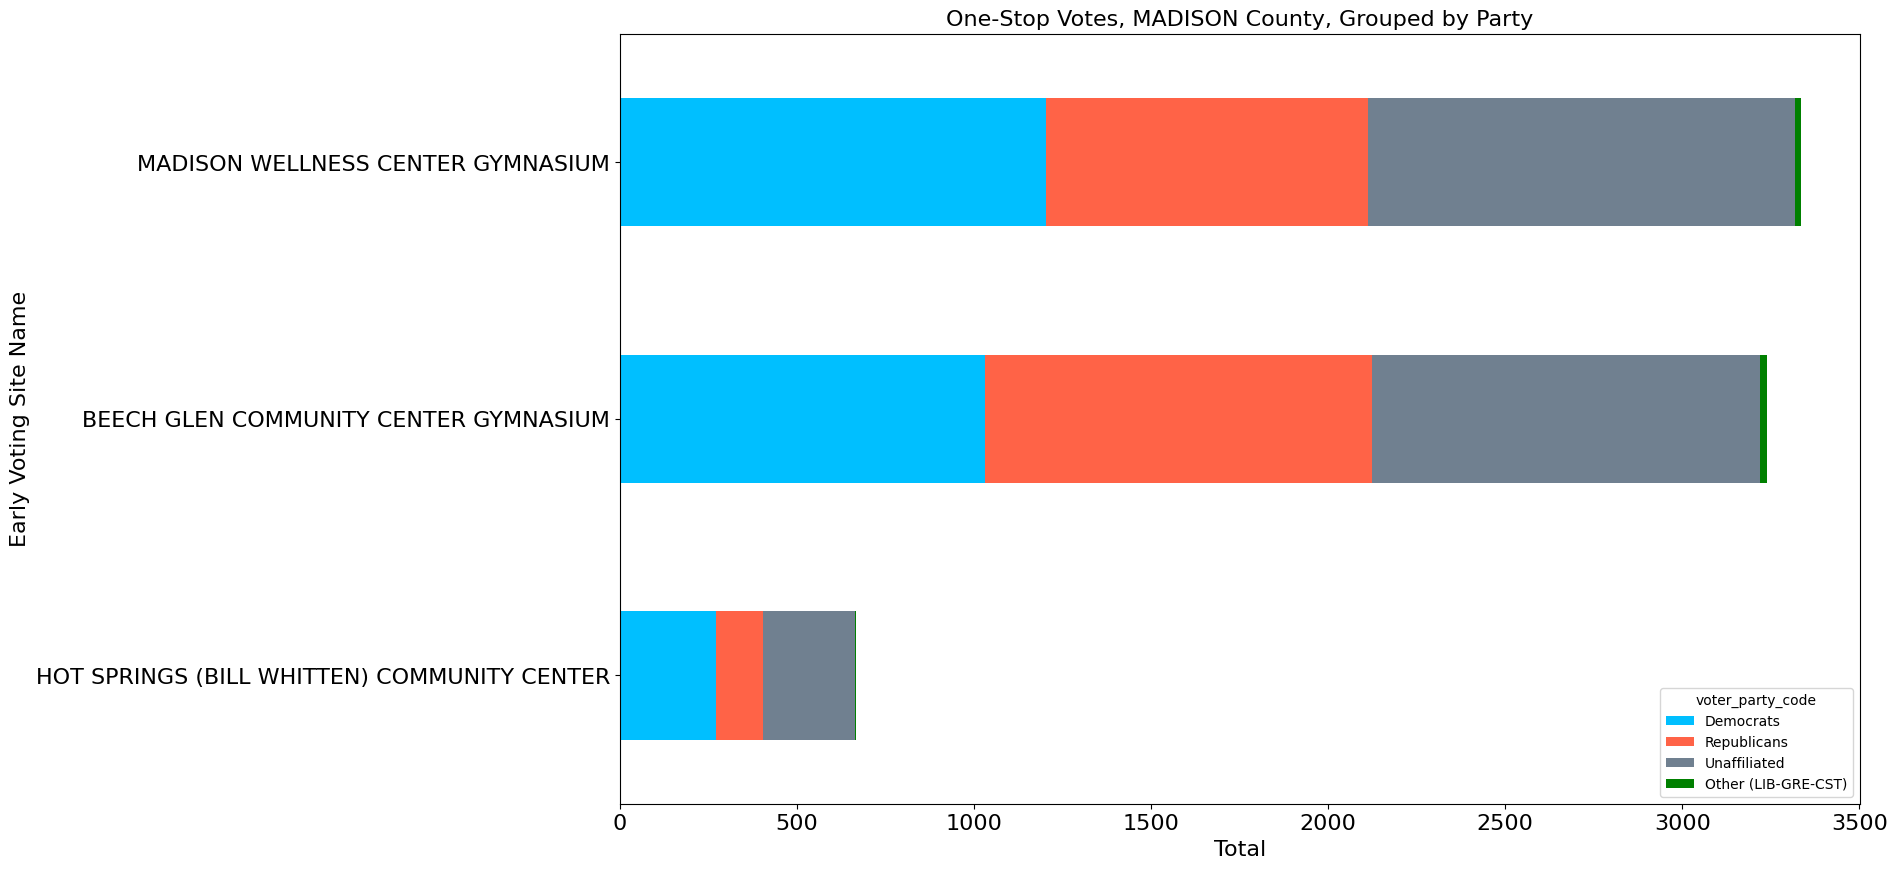 One-Stop Votes, MADISON County, Grouped by Party
Early Voting Site Name
MADISON WELLNESS CENTER GYMNASIUM
BEECH GLEN COMMUNITY CENTER GYMNASIUM
HOT SPRINGS (BILL WHITTEN) COMMUNITY CENTER
voter_party_code
Democrats
Republicans
Unaffiliated
Other (LIB-GRE-CST)
0 500 1000 1500 2000 2500 3000 3500
Total